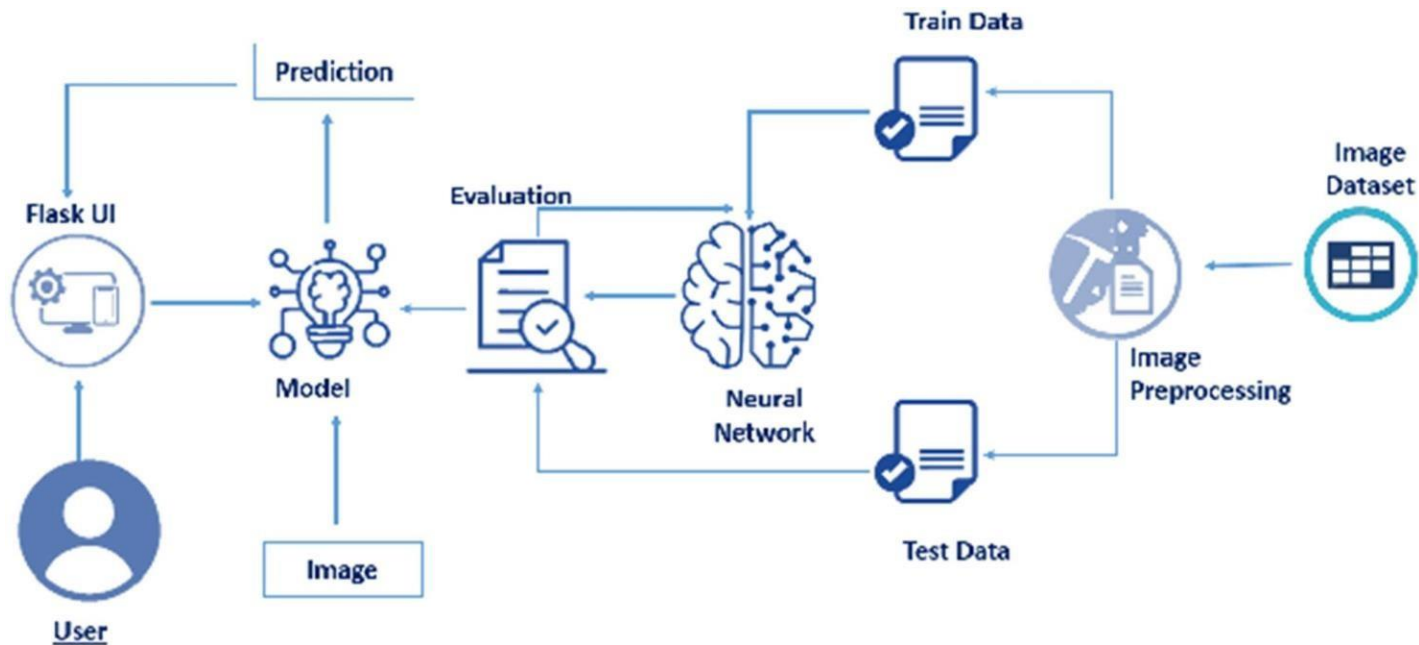 Train Data
Prediction
Image
Dataset
Evaluation
Flask UI
Image
Preprocessing
Model
Neural
Network
Test Data
Image
User